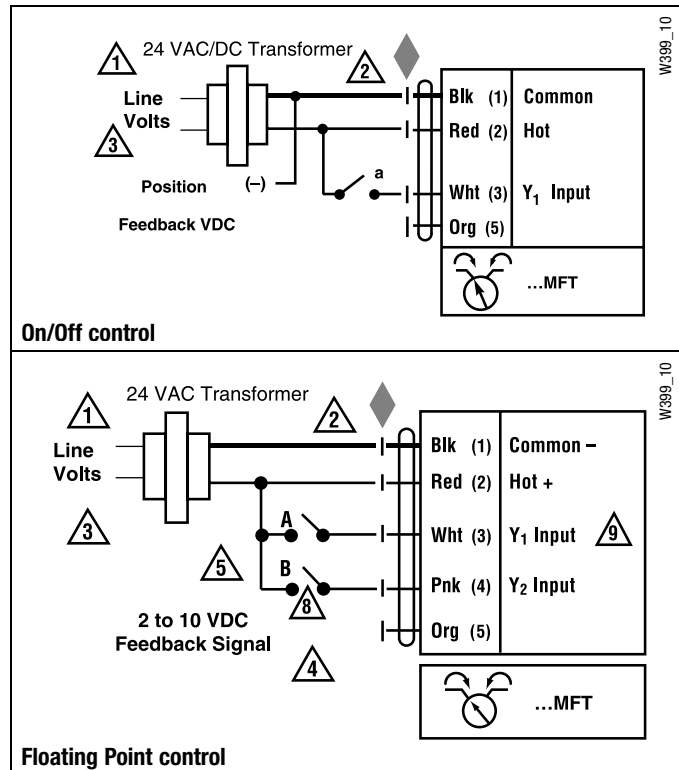 W399_10
24 VAC/DC Transformer
1
2
Line
Volts
3
Blk (1) Common
Red (2) Hot
a
Wht (3) Y1 Input
Org (5)
Position (–)
Feedback VDC
...MFT
On/Off control
W399_10
24 VAC Transformer
1
2
Line
Volts
3
Blk (1) Common –
Red (2) Hot +
A
Wht (3) Y1 Input 9
5
B
Pnk (4) Y2 Input
8
Org (5)
2 to 10 VDC
Feedback Signal
4
...MFT
Floating Point control